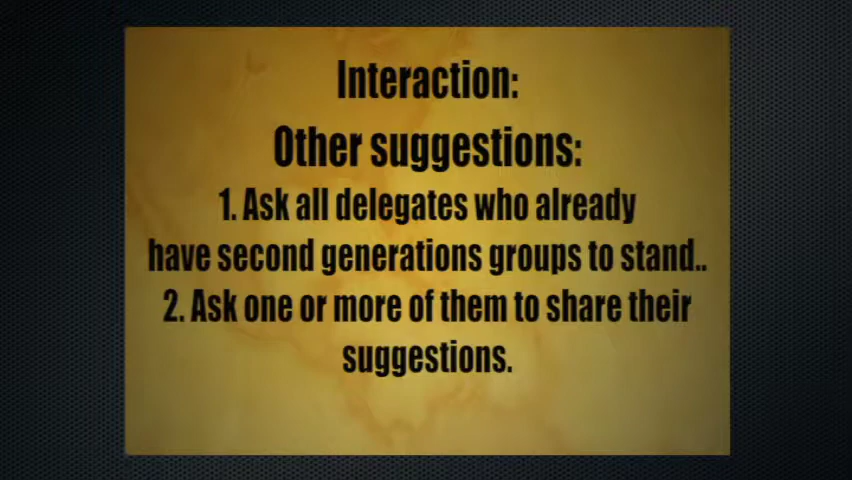 Interaction:
Other suggestions:
1. Ask all delegates who already
have second generations groups to stand..
2. Ask one or more of them to share their
suggestions.